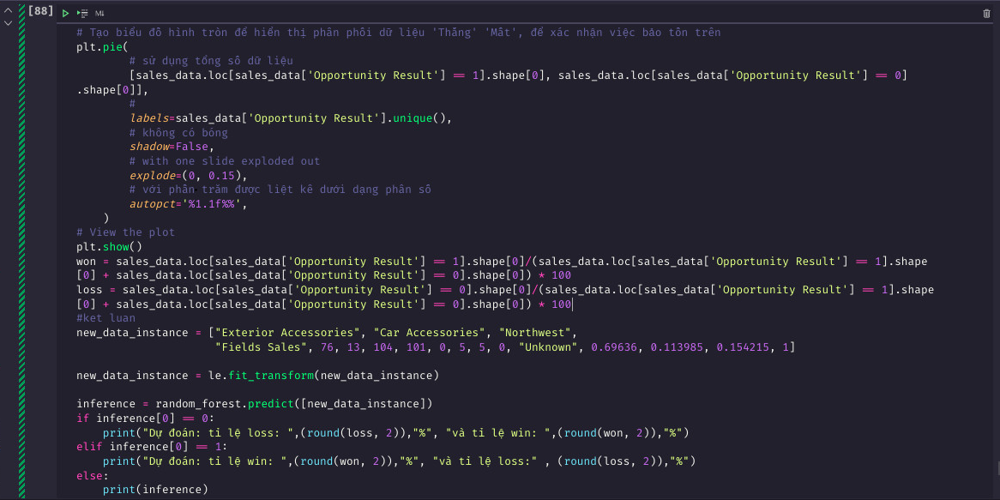 [88] M↓
# Tạo biểu đồ hình tròn để hiển thị phân phối dữ liệu 'Thắng' 'Mất', để xác nhận việc bảo tồn trên
plt.pie(
# sử dụng tổng số dữ liệu
[sales_data.loc[sales_data['Opportunity Result'] == 1].shape[0], sales_data.loc[sales_data['Opportunity Result'] == 0]
.shape[0]],
#
labels=sales_data['Opportunity Result'].unique(),
# không có bóng
shadow=False,
# with one slide exploded out
explode=(0, 0.15),
# với phần trăm được liệt kê dưới dạng phân số
autopct='%1.1f%%',
)
# View the plot
plt.show()
won = sales_data.loc[sales_data['Opportunity Result'] == 1].shape[0]/(sales_data.loc[sales_data['Opportunity Result'] == 1].shape
[0] + sales_data.loc[sales_data['Opportunity Result'] == 0].shape[0]) * 100
loss = sales_data.loc[sales_data['Opportunity Result'] == 0].shape[0]/(sales_data.loc[sales_data['Opportunity Result'] == 1].shape
[0] + sales_data.loc[sales_data['Opportunity Result'] == 0].shape[0]) * 100
#ket luan
new_data_instance = ["Exterior Accessories", "Car Accessories", "Northwest",
"Fields Sales", 76, 13, 104, 101, 0, 5, 5, 0, "Unknown", 0.69636, 0.113985, 0.154215, 1]
new_data_instance = le.fit_transform(new_data_instance)
inference = random_forest.predict([new_data_instance])
if inference[0] == 0:
print("Dự đoán: tỉ lệ loss: ",(round(loss, 2)),"%", "và tỉ lệ win: ",(round(won, 2)),"%")
elif inference[0] == 1:
print("Dự đoán: tỉ lệ win: ",(round(won, 2)),"%", "và tỉ lệ loss:" , (round(loss, 2)),"%")
else:
print(inference)